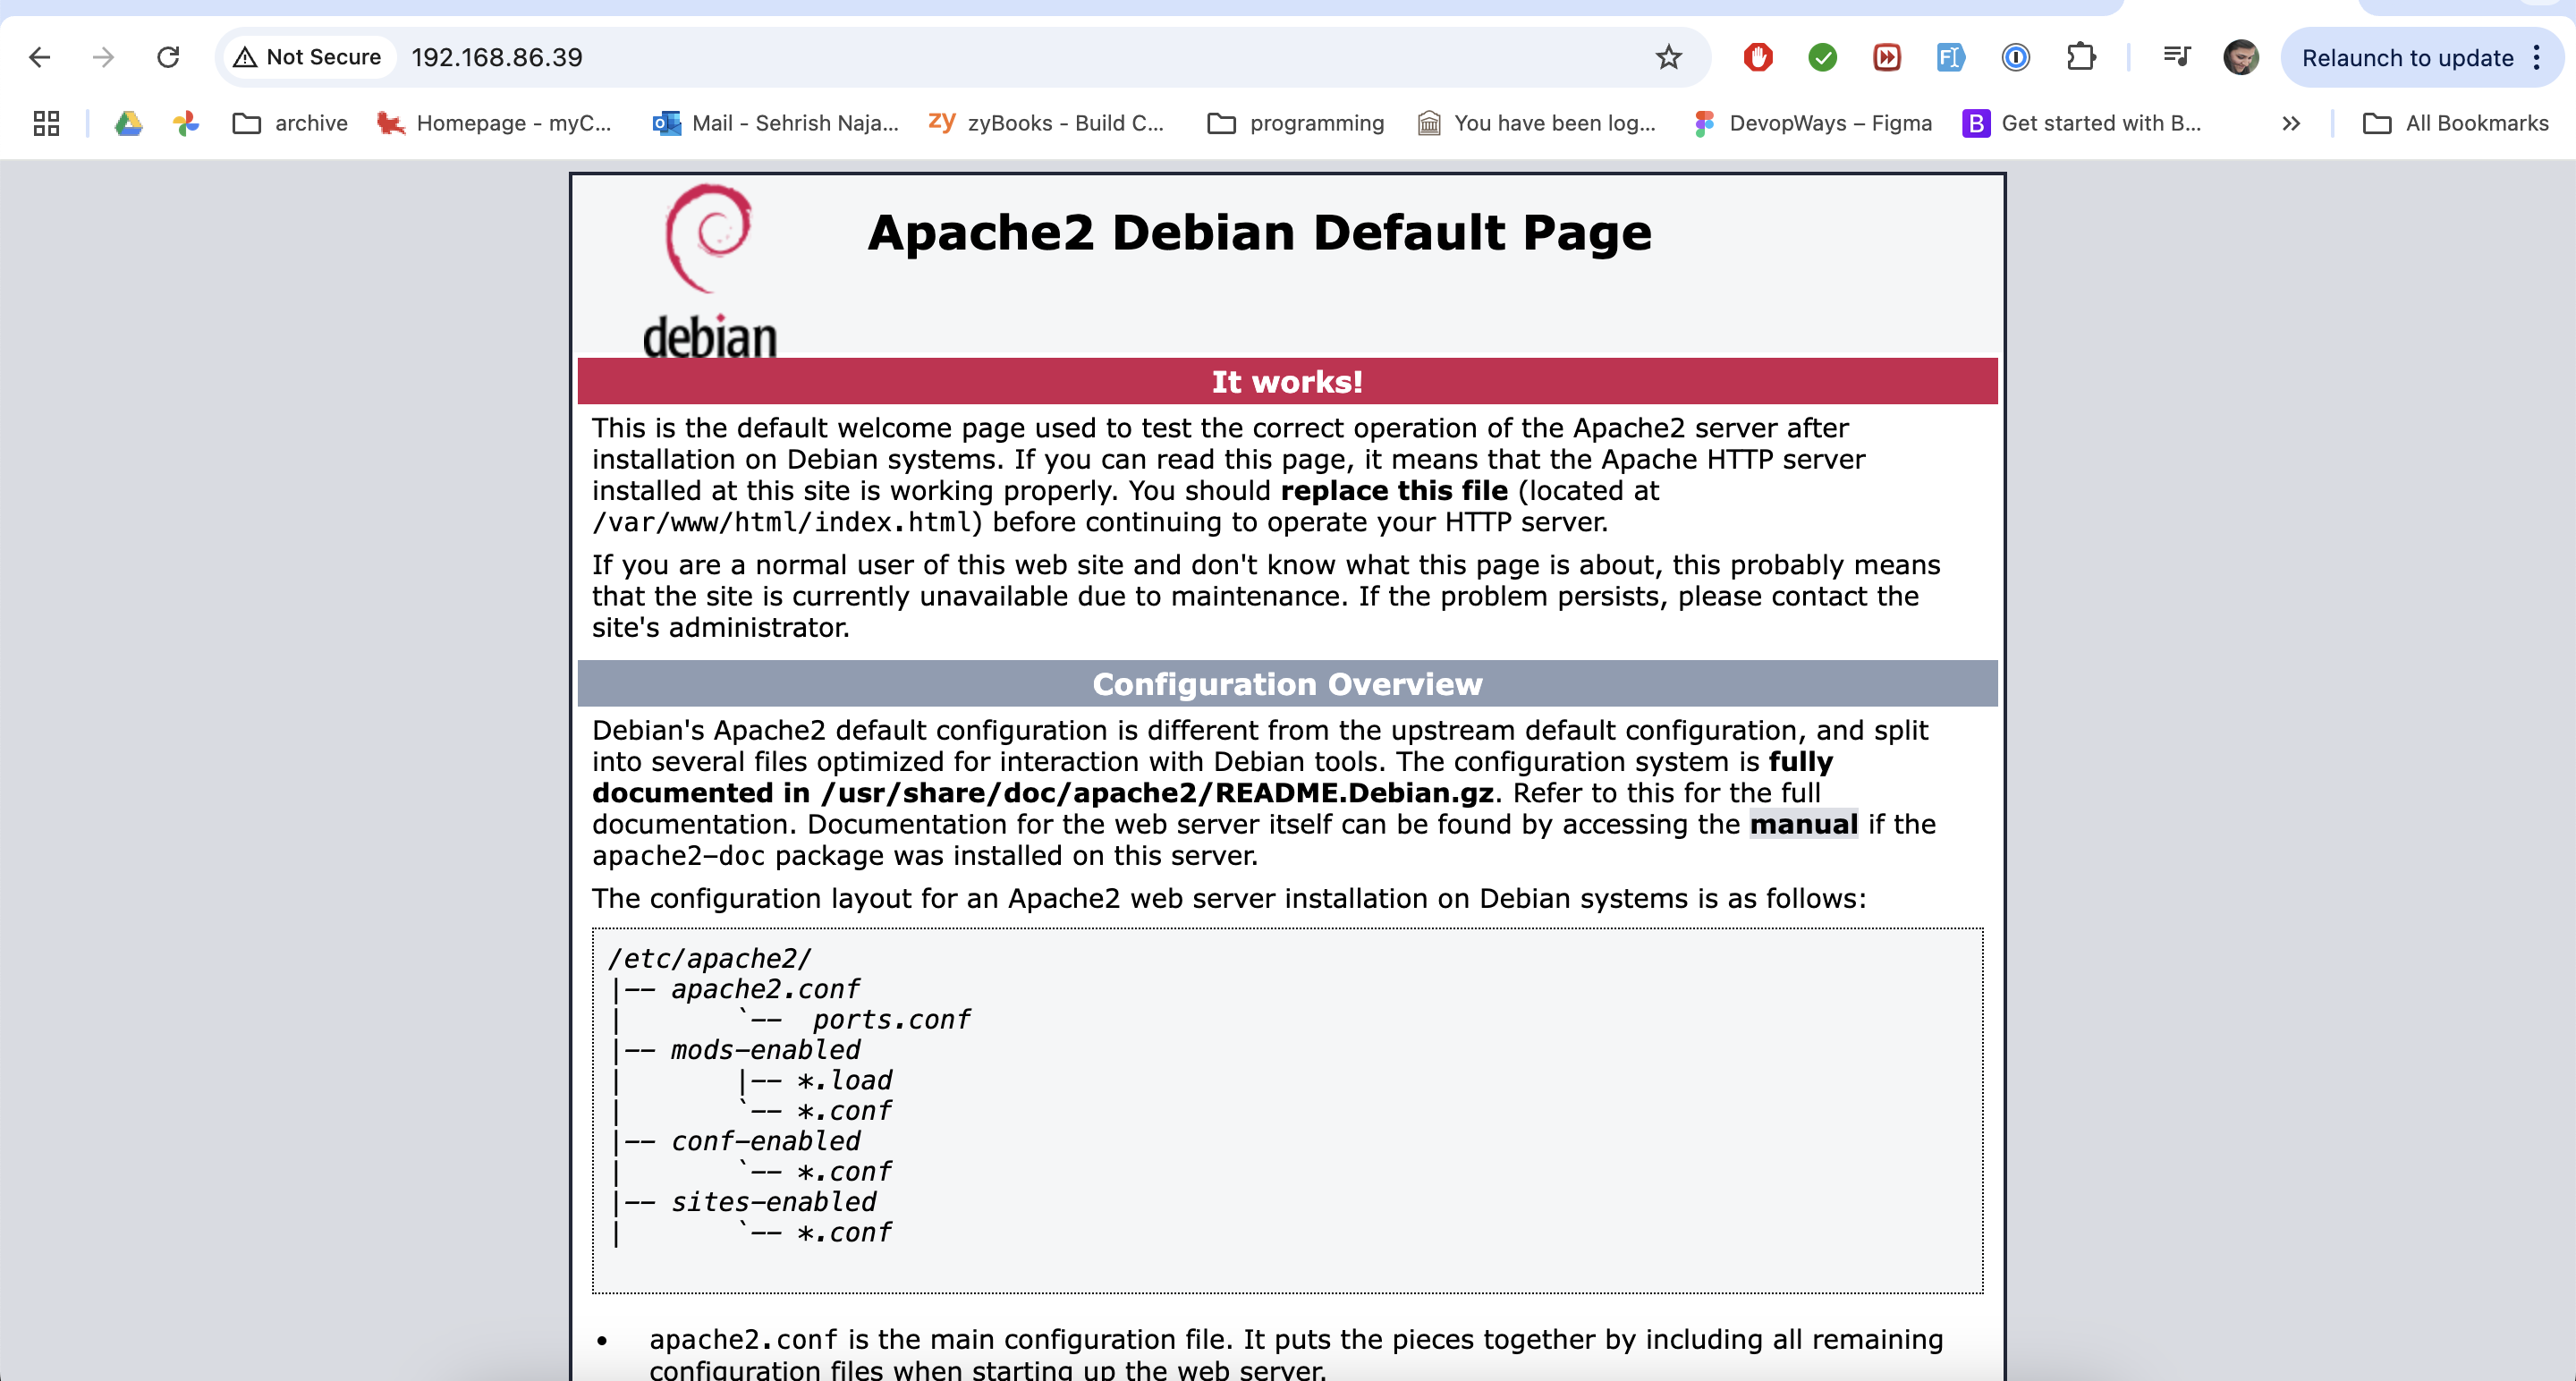 Not Secure 192.168.86.39 Relaunch to update
archive Homepage - myC... Mail - Sehrish Naja... zy zyBooks - Build C... programming You have been log... DevopWays – Figma B Get started with B... » All Bookmarks
debian
Apache2 Debian Default Page
It works!
This is the default welcome page used to test the correct operation of the Apache2 server after
installation on Debian systems. If you can read this page, it means that the Apache HTTP server
installed at this site is working properly. You should replace this file (located at
/var/www/html/index.html) before continuing to operate your HTTP server.
If you are a normal user of this web site and don't know what this page is about, this probably means
that the site is currently unavailable due to maintenance. If the problem persists, please contact the
site's administrator.
Configuration Overview
Debian's Apache2 default configuration is different from the upstream default configuration, and split
into several files optimized for interaction with Debian tools. The configuration system is fully
documented in /usr/share/doc/apache2/README.Debian.gz. Refer to this for the full
documentation. Documentation for the web server itself can be found by accessing the manual if the
apache2-doc package was installed on this server.
The configuration layout for an Apache2 web server installation on Debian systems is as follows:
/etc/apache2/
|-- apache2.conf
|       `--  ports.conf
|-- mods-enabled
|       |-- *.load
|       `-- *.conf
|-- conf-enabled
|       `-- *.conf
|-- sites-enabled
|       `-- *.conf
• apache2.conf is the main configuration file. It puts the pieces together by including all remaining
configuration files when starting up the web server.